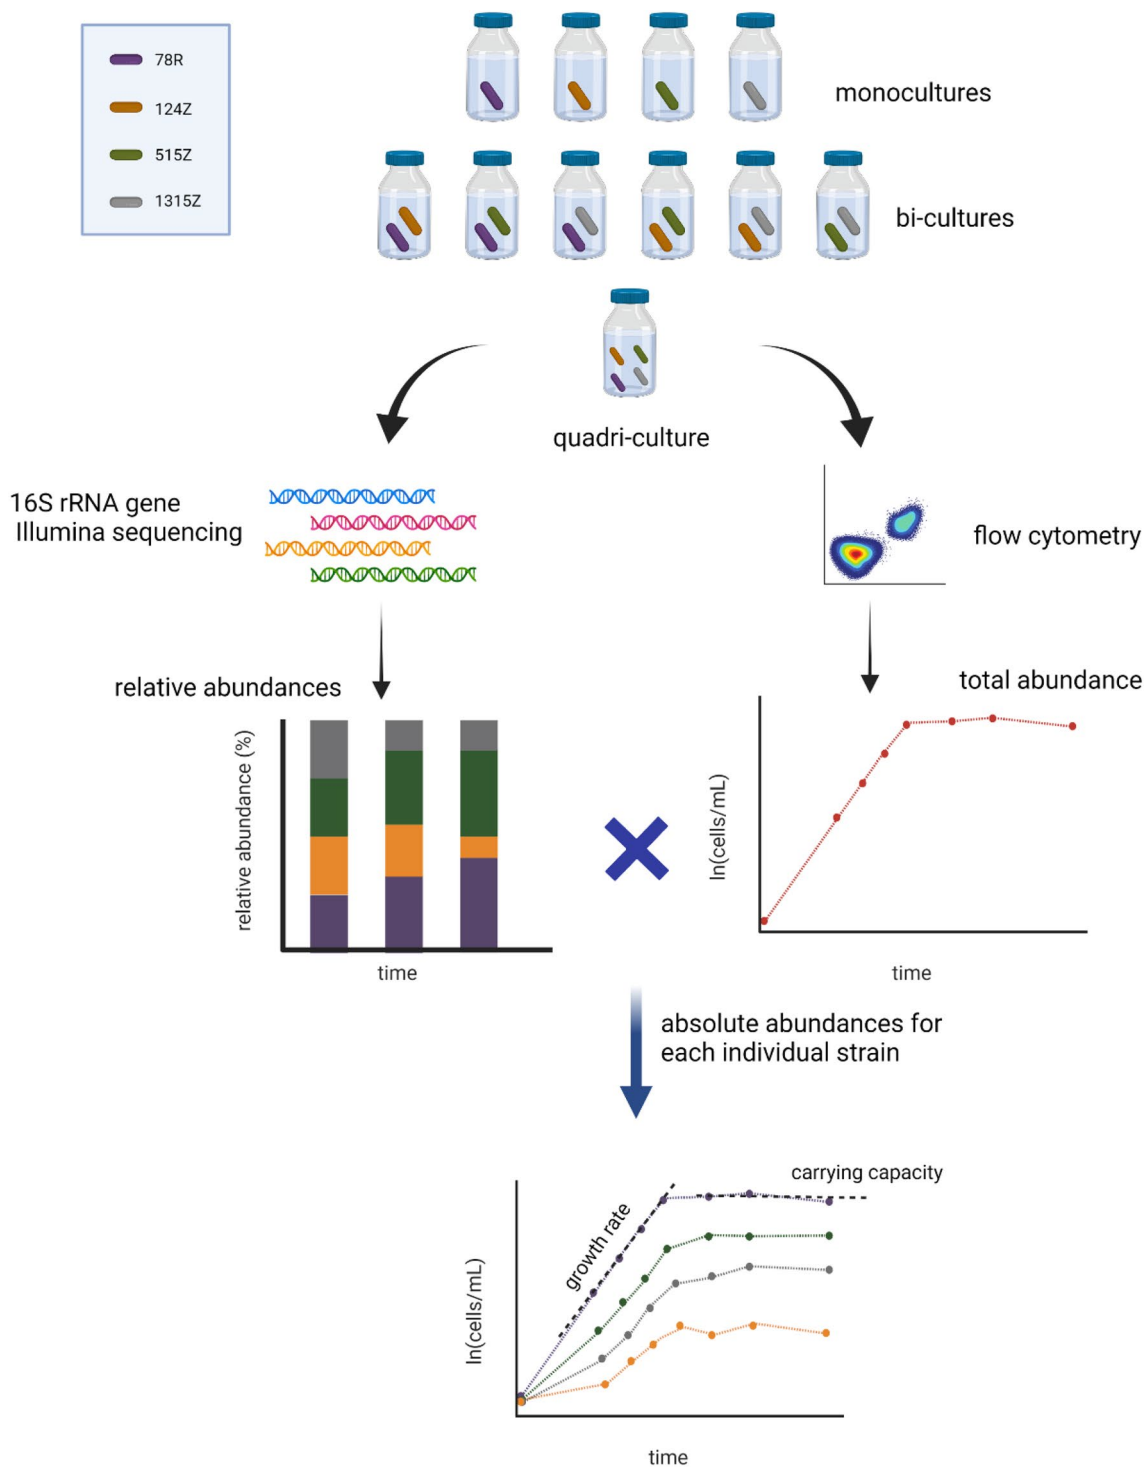 78R
124Z
515Z
1315Z
monocultures
bi-cultures
quadri-culture
16S rRNA gene
Illumina sequencing
flow cytometry
relative abundances
total abundance
relative abundance (%)
time
ln(cells/mL)
time
absolute abundances for
each individual strain
carrying capacity
growth rate
ln(cells/mL)
time